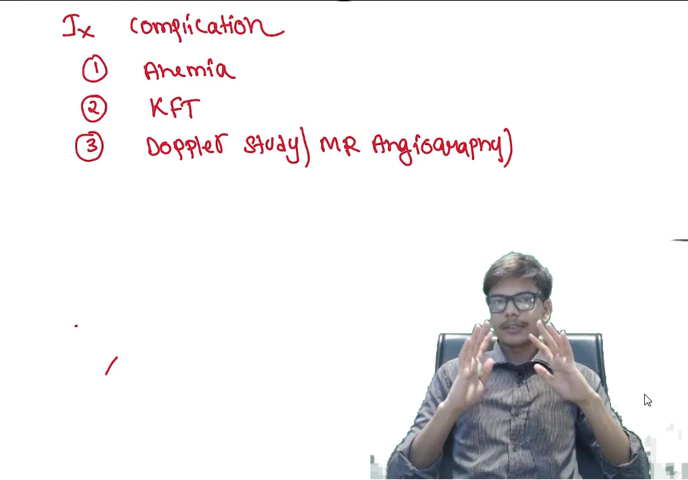 Ix Complication
① Anemia
② KFT
③ Doppler Study) MR Angiography)